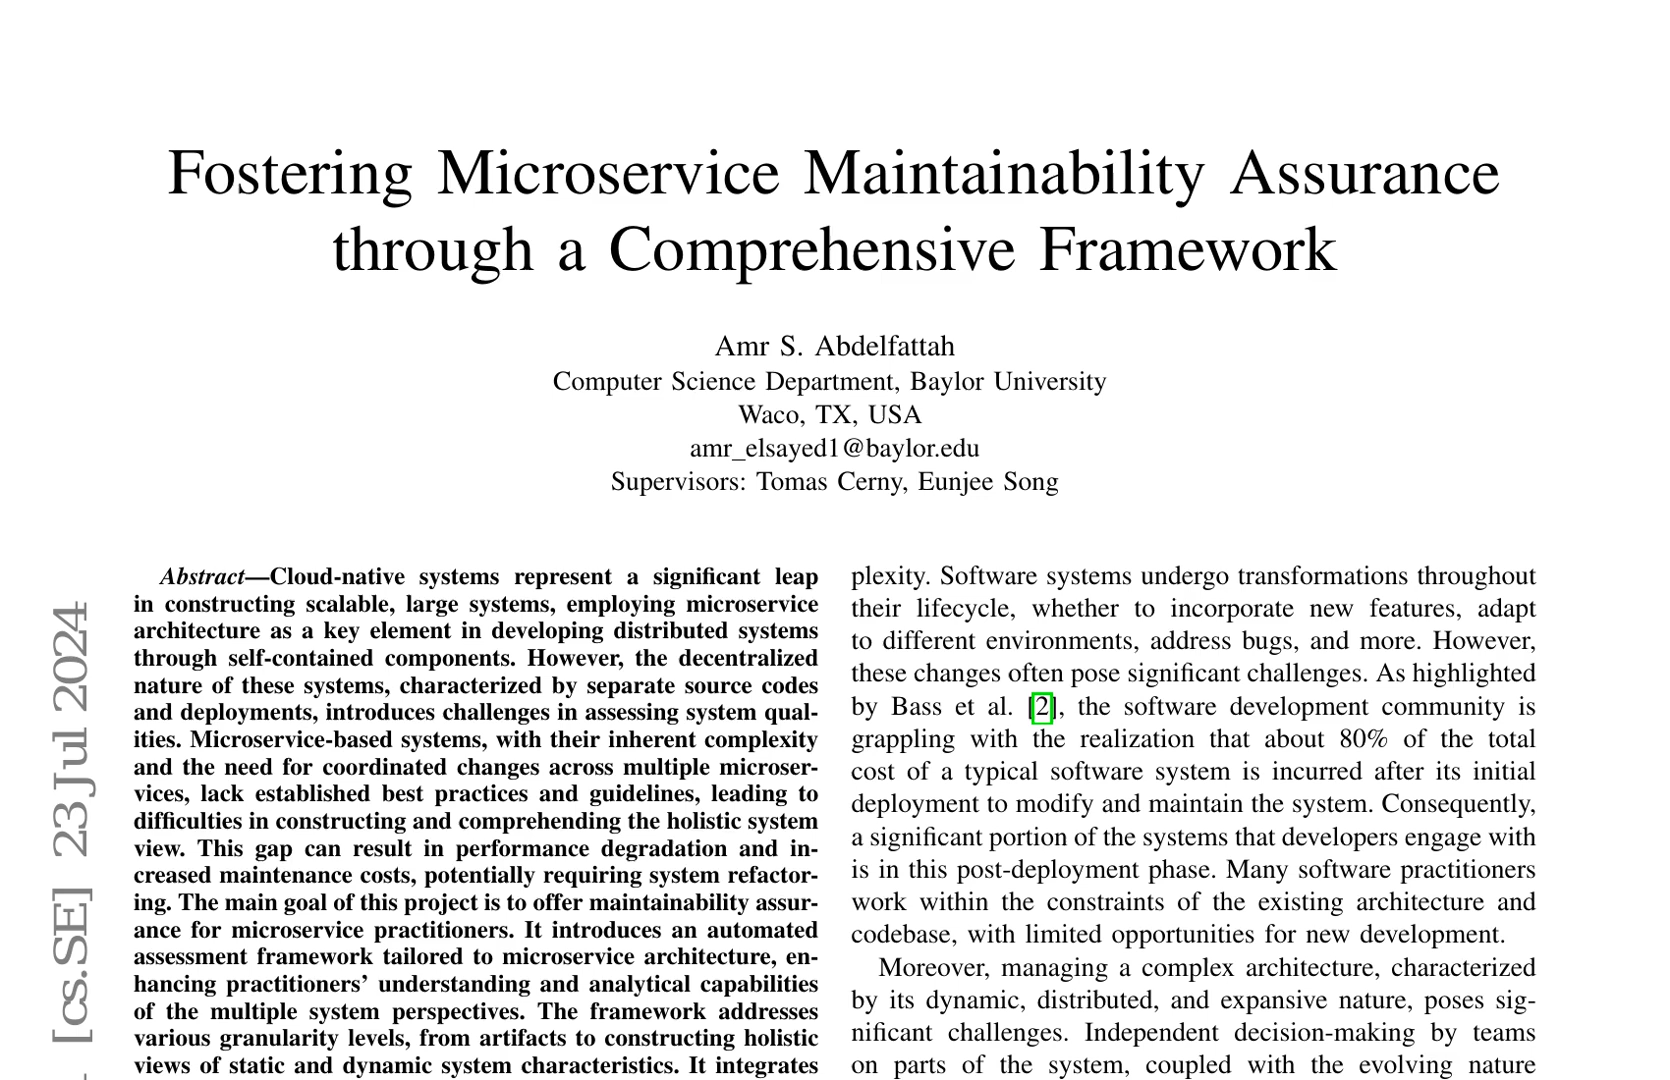 Fostering Microservice Maintainability Assurance
through a Comprehensive Framework
Amr S. Abdelfattah
Computer Science Department, Baylor University
Waco, TX, USA
amr_elsayed1@baylor.edu
Supervisors: Tomas Cerny, Eunjee Song
Abstract—Cloud-native systems represent a significant leap
in constructing scalable, large systems, employing microservice
architecture as a key element in developing distributed systems
through self-contained components. However, the decentralized
nature of these systems, characterized by separate source codes
and deployments, introduces challenges in assessing system qual-
ities. Microservice-based systems, with their inherent complexity
and the need for coordinated changes across multiple microser-
vices, lack established best practices and guidelines, leading to
difficulties in constructing and comprehending the holistic system
view. This gap can result in performance degradation and in-
creased maintenance costs, potentially requiring system refactor-
ing. The main goal of this project is to offer maintainability assur-
ance for microservice practitioners. It introduces an automated
assessment framework tailored to microservice architecture, en-
hancing practitioners' understanding and analytical capabilities
of the multiple system perspectives. The framework addresses
various granularity levels, from artifacts to constructing holistic
views of static and dynamic system characteristics. It integrates
plexity. Software systems undergo transformations throughout
their lifecycle, whether to incorporate new features, adapt
to different environments, address bugs, and more. However,
these changes often pose significant challenges. As highlighted
by Bass et al. [2], the software development community is
grappling with the realization that about 80% of the total
cost of a typical software system is incurred after its initial
deployment to modify and maintain the system. Consequently,
a significant portion of the systems that developers engage with
is in this post-deployment phase. Many software practitioners
work within the constraints of the existing architecture and
codebase, with limited opportunities for new development.
Moreover, managing a complex architecture, characterized
by its dynamic, distributed, and expansive nature, poses sig-
nificant challenges. Independent decision-making by teams
on parts of the system, coupled with the evolving nature
[cs.SE] 23 Jul 2024